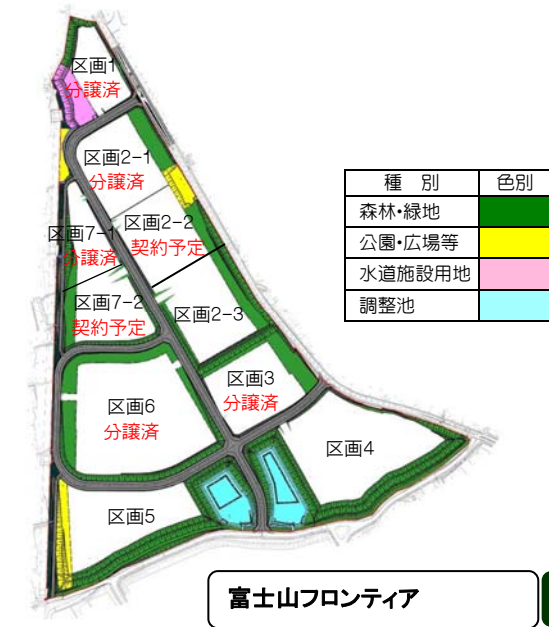 区画1
分譲済
区画2-1
分譲済
区画2-2
契約予定
区画7-1
分譲済
区画7-2
契約予定
区画2-3
区画3
分譲済
区画6
分譲済
区画4
区画5
種　別 色別
森林・緑地
公園・広場等
水道施設用地
調整池
富士山フロンティア